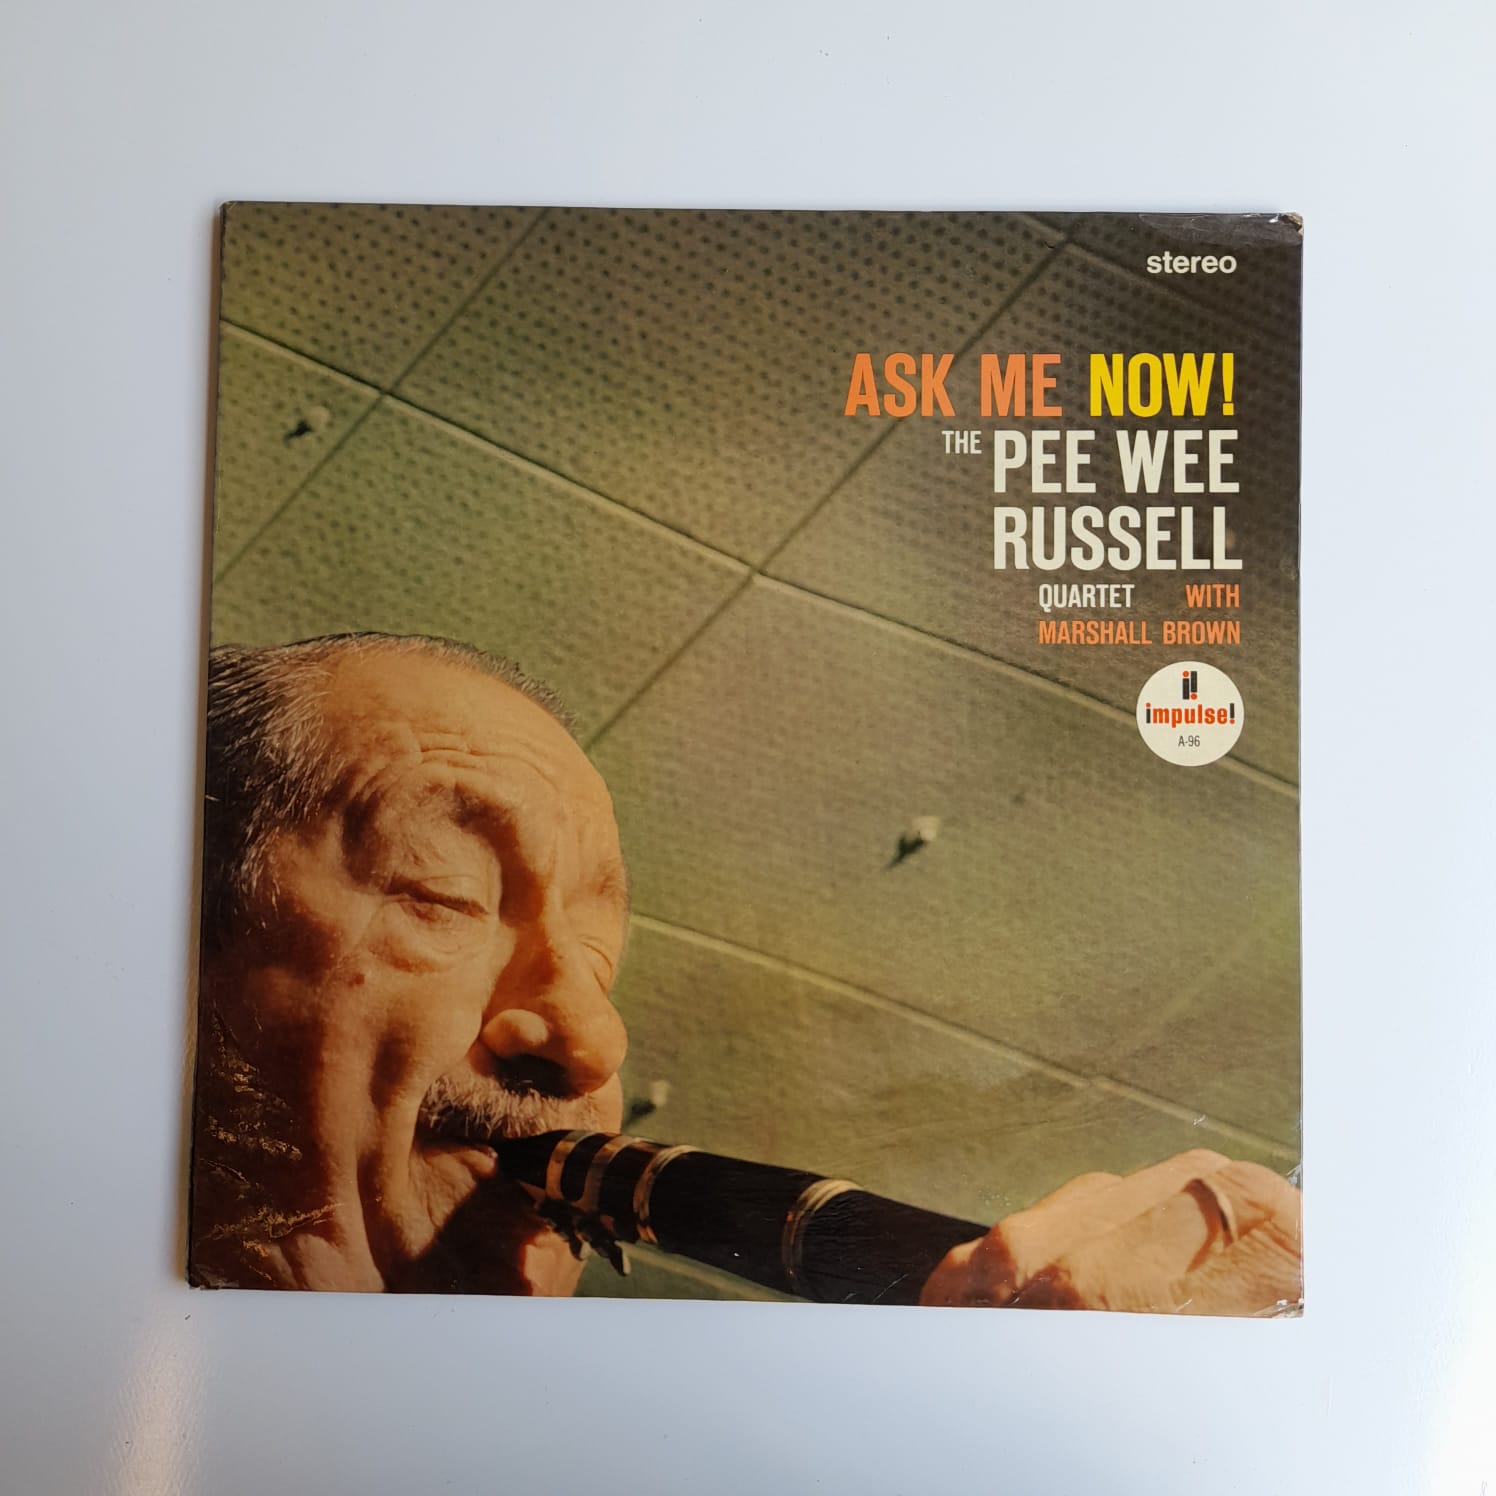 stereo
ASK ME NOW!
THE PEE WEE
RUSSELL
QUARTET WITH
MARSHALL BROWN
impulse!
A-96